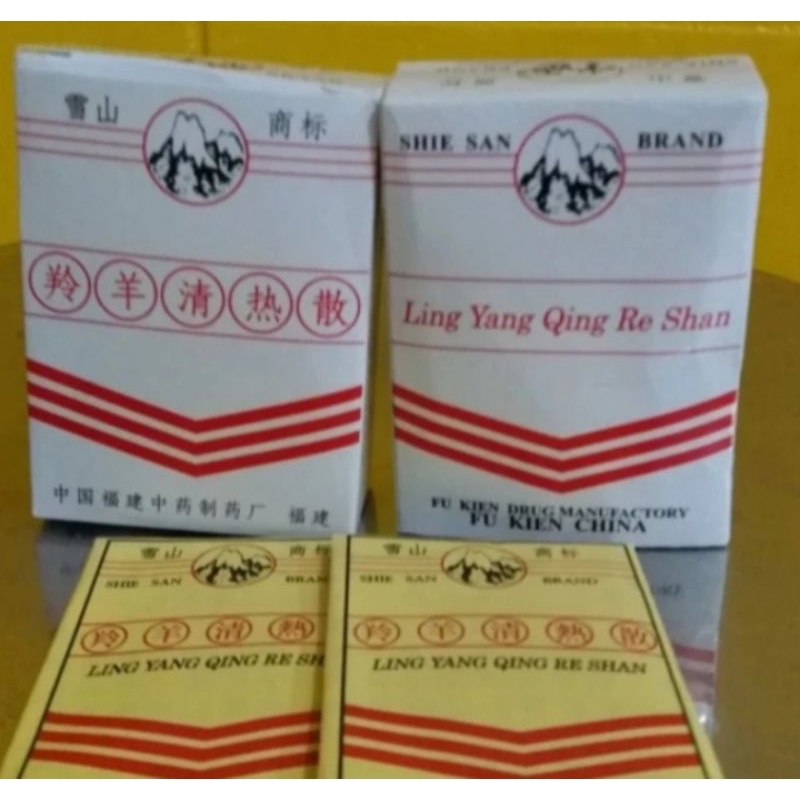 雪山 商标
羚羊清热散
中国福建中药制药厂 福建
SHIE SAN BRAND
Ling Yang Qing Re Shan
FU KIEN DRUG MANUFACTORY
FU KIEN CHINA
雪山 商标
SHIE SAN BRAND
羚羊清熱
LING YANG QING RE SH
雪山 商标
SHIE SAN BRAND
羚羊清熱散
LING YANG QING RE SHAN